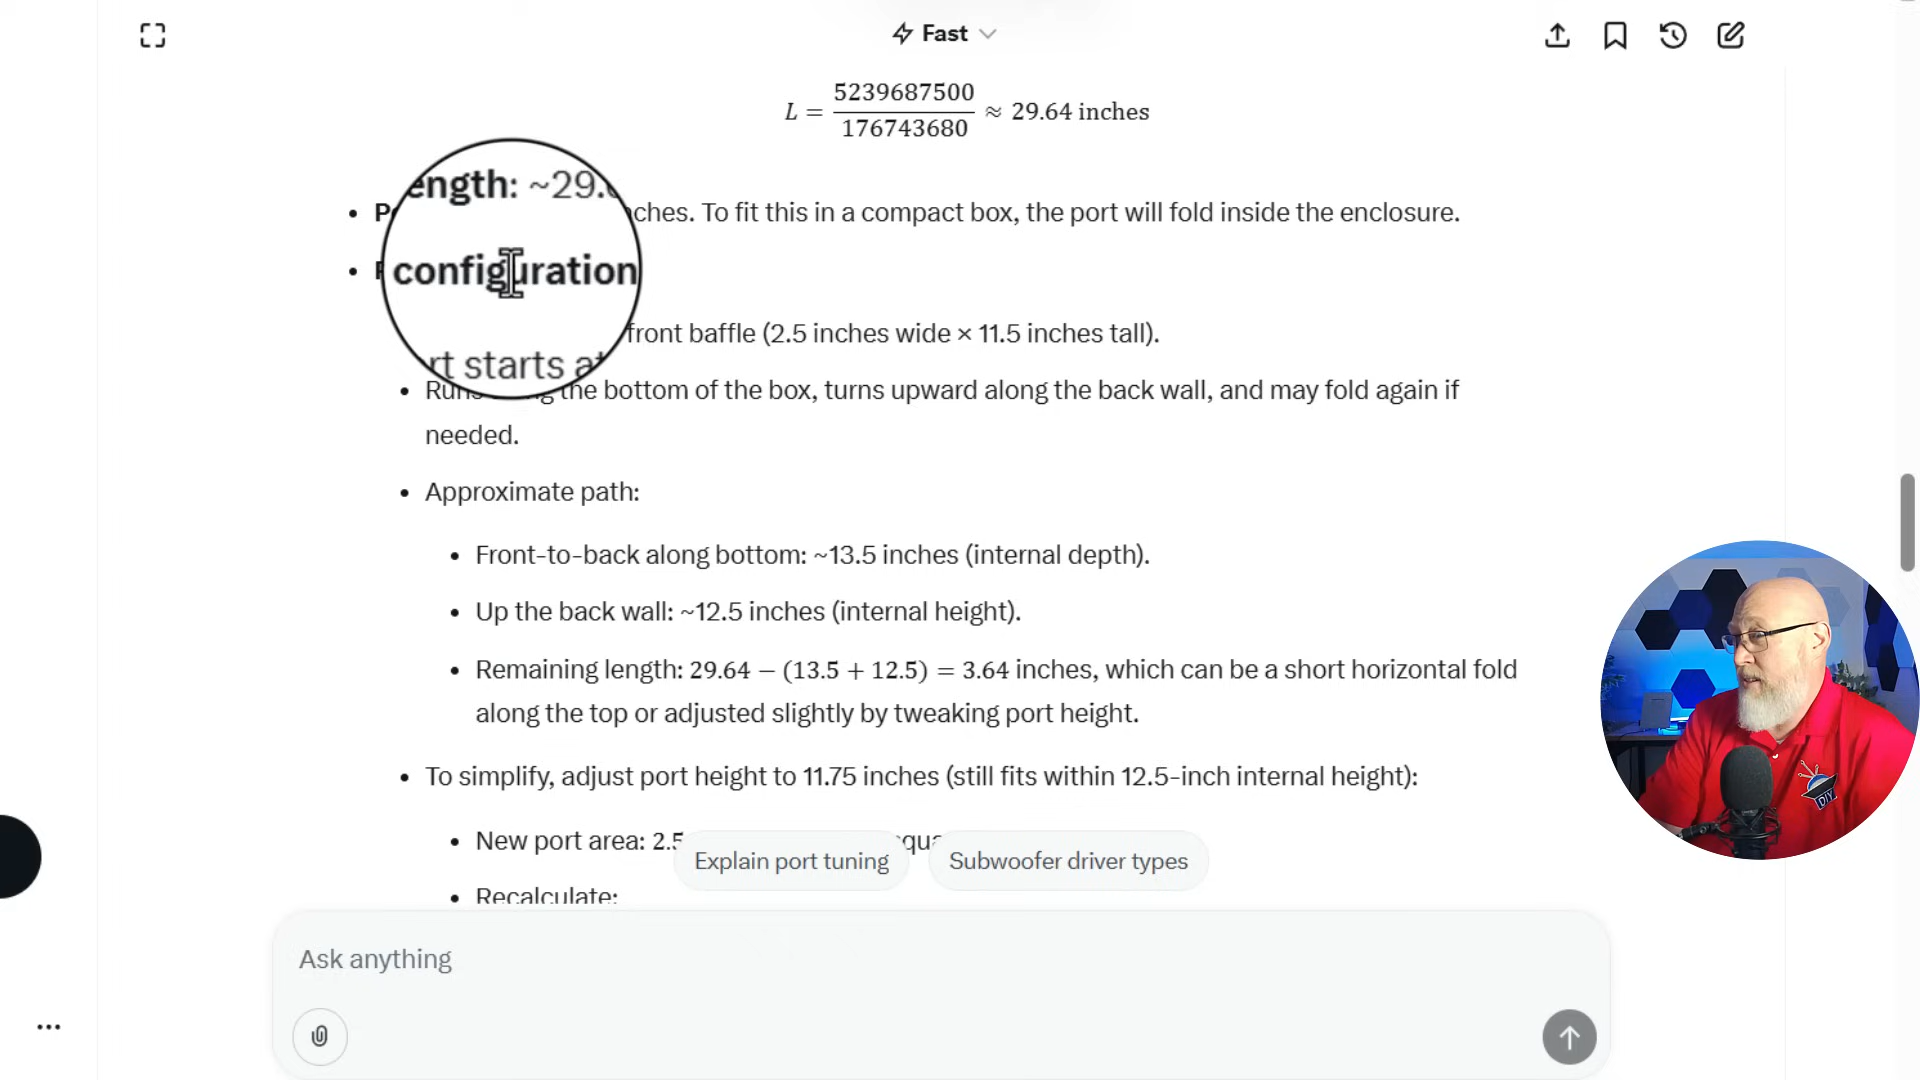 Fast
L = 5239687500 / 176743680 ≈ 29.64 inches
ength: ~29.
ches. To fit this in a compact box, the port will fold inside the enclosure.
configuration
front baffle (2.5 inches wide × 11.5 inches tall).
rt starts at
the bottom of the box, turns upward along the back wall, and may fold again if
needed.
Approximate path:
Front-to-back along bottom: ~13.5 inches (internal depth).
Up the back wall: ~12.5 inches (internal height).
Remaining length: 29.64 − (13.5 + 12.5) = 3.64 inches, which can be a short horizontal fold
along the top or adjusted slightly by tweaking port height.
To simplify, adjust port height to 11.75 inches (still fits within 12.5-inch internal height):
New port area: 2.5
Explain port tuning
Subwoofer driver types
Recalculate:
Ask anything
DIY